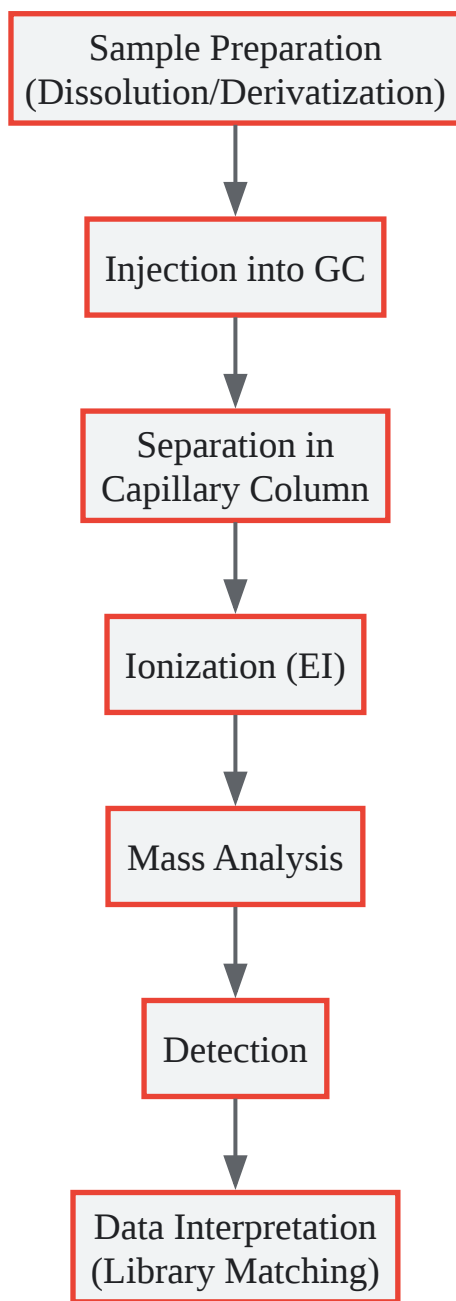 Sample Preparation
(Dissolution/Derivatization)
Injection into GC
Separation in
Capillary Column
Ionization (EI)
Mass Analysis
Detection
Data Interpretation
(Library Matching)